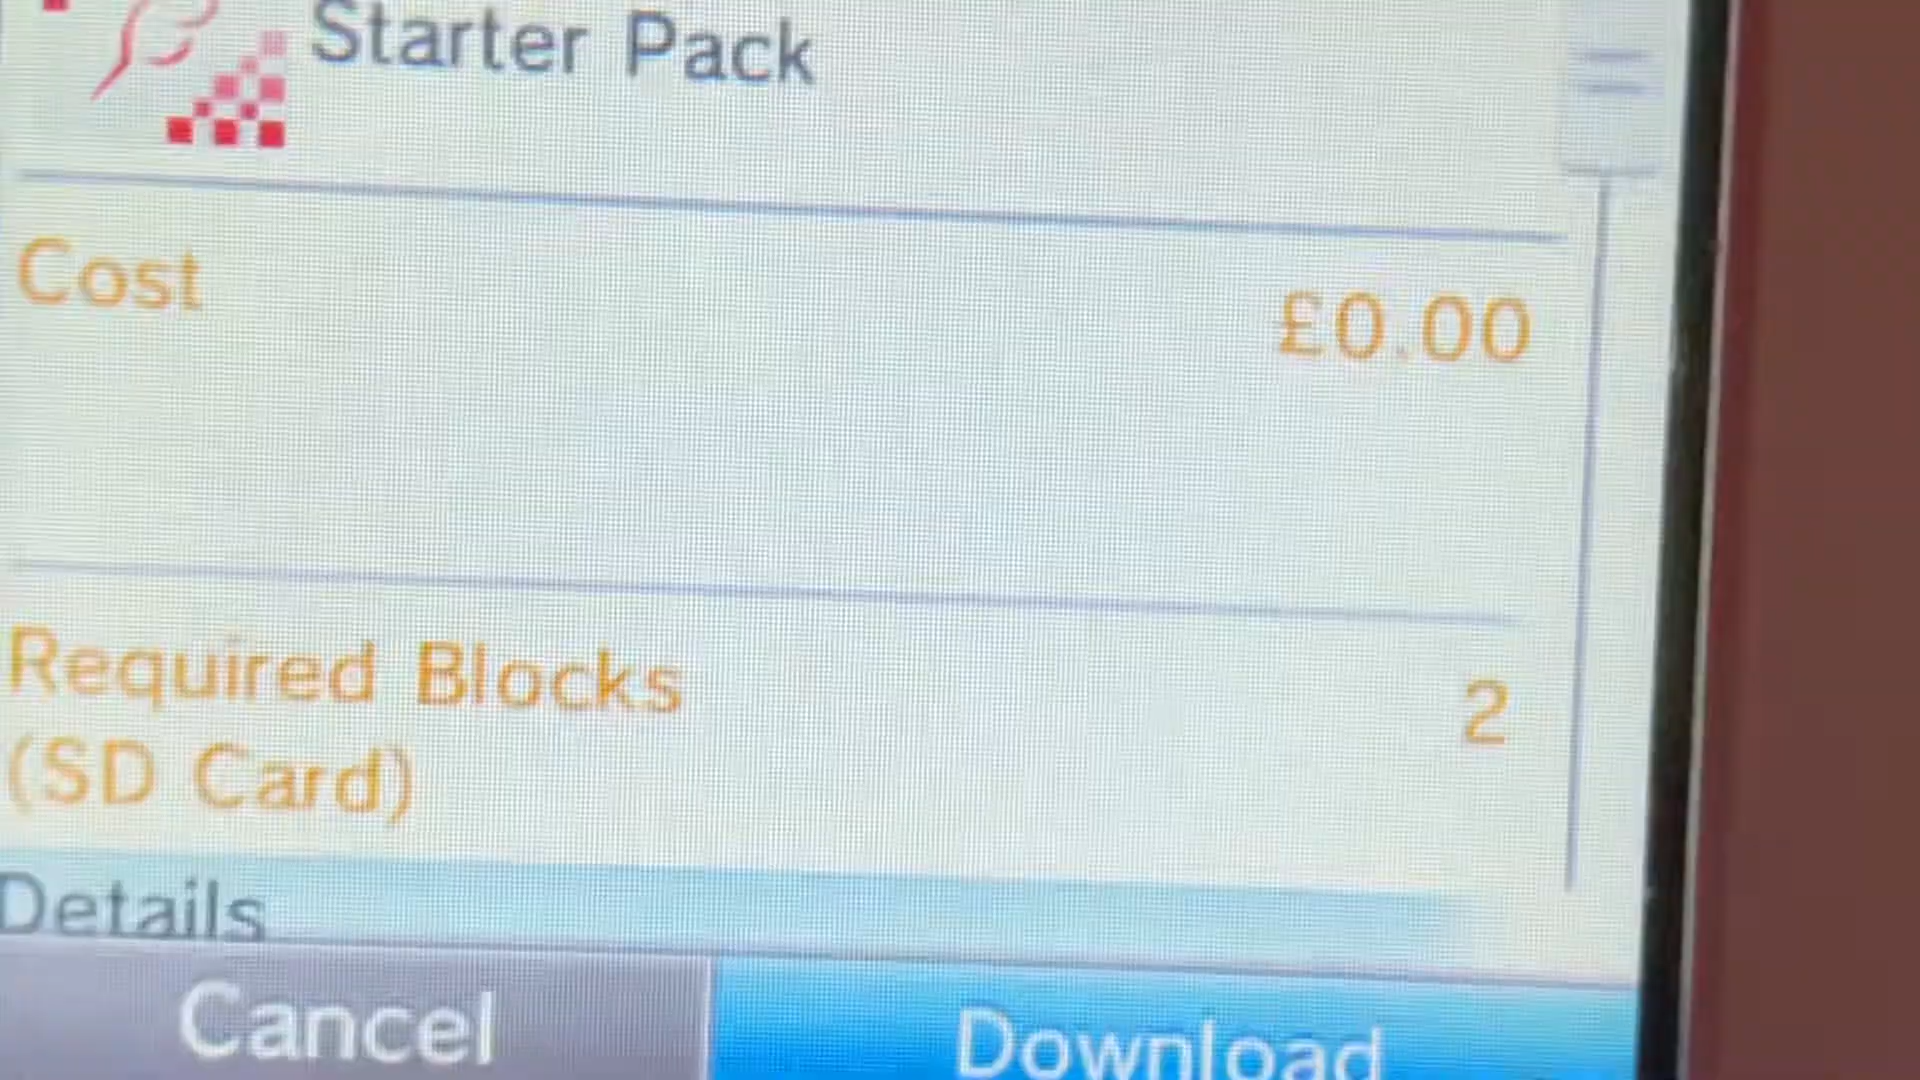 Starter Pack
Cost
£0.00
Required Blocks
(SD Card)
2
Details
Cancel
Download